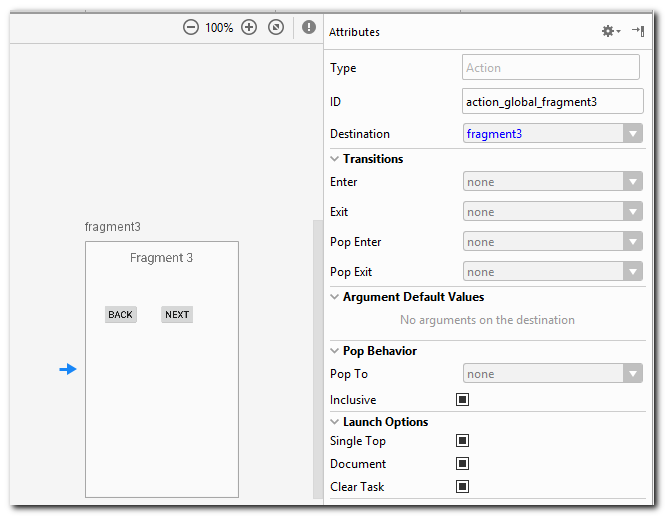 100%
fragment3
Fragment 3
BACK NEXT
Attributes
Type Action
ID action_global_fragment3
Destination fragment3
Transitions
Enter none
Exit none
Pop Enter none
Pop Exit none
Argument Default Values
No arguments on the destination
Pop Behavior
Pop To none
Inclusive
Launch Options
Single Top
Document
Clear Task